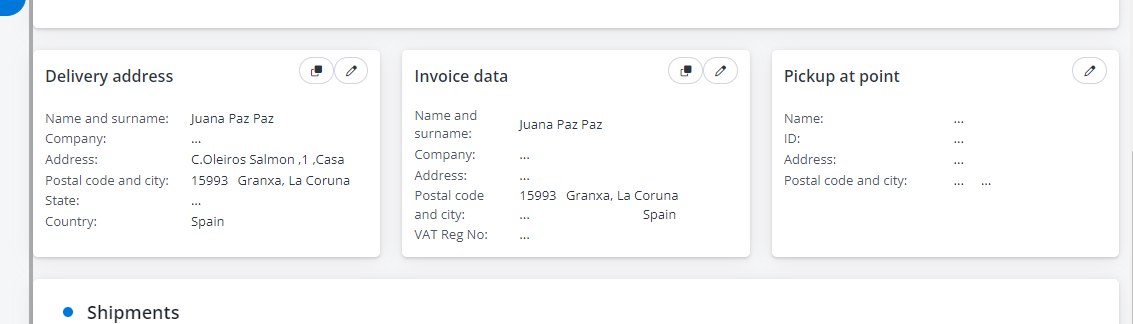 Delivery address
Name and surname: Juana Paz Paz
Company: ...
Address: C.Oleiros Salmon ,1 ,Casa
Postal code and city: 15993 Granxa, La Coruna
State: ...
Country: Spain
Invoice data
Name and
surname: Juana Paz Paz
Company: ...
Address: ...
Postal code 15993 Granxa, La Coruna
and city: ... Spain
VAT Reg No: ...
Pickup at point
Name: ...
ID: ...
Address: ...
Postal code and city: ... ...
Shipments